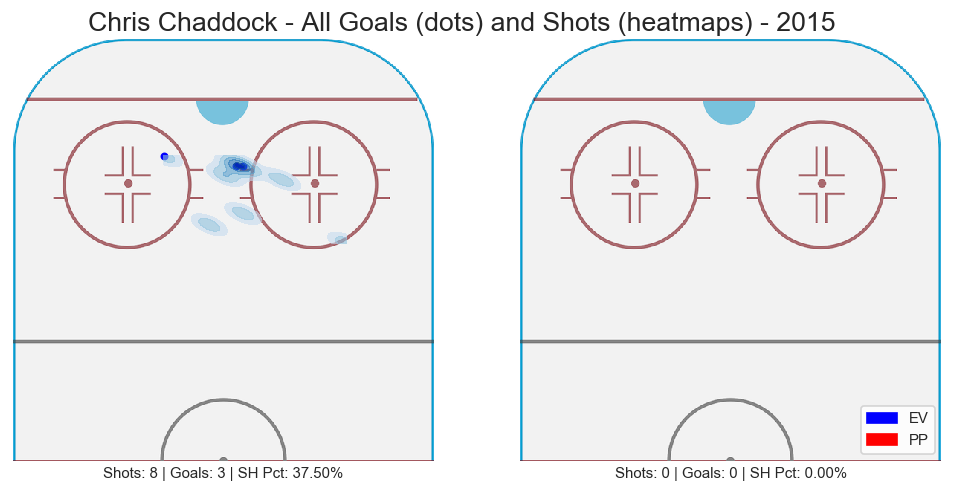 Chris Chaddock - All Goals (dots) and Shots (heatmaps) - 2015
EV
PP
Shots: 8 | Goals: 3 | SH Pct: 37.50%
Shots: 0 | Goals: 0 | SH Pct: 0.00%